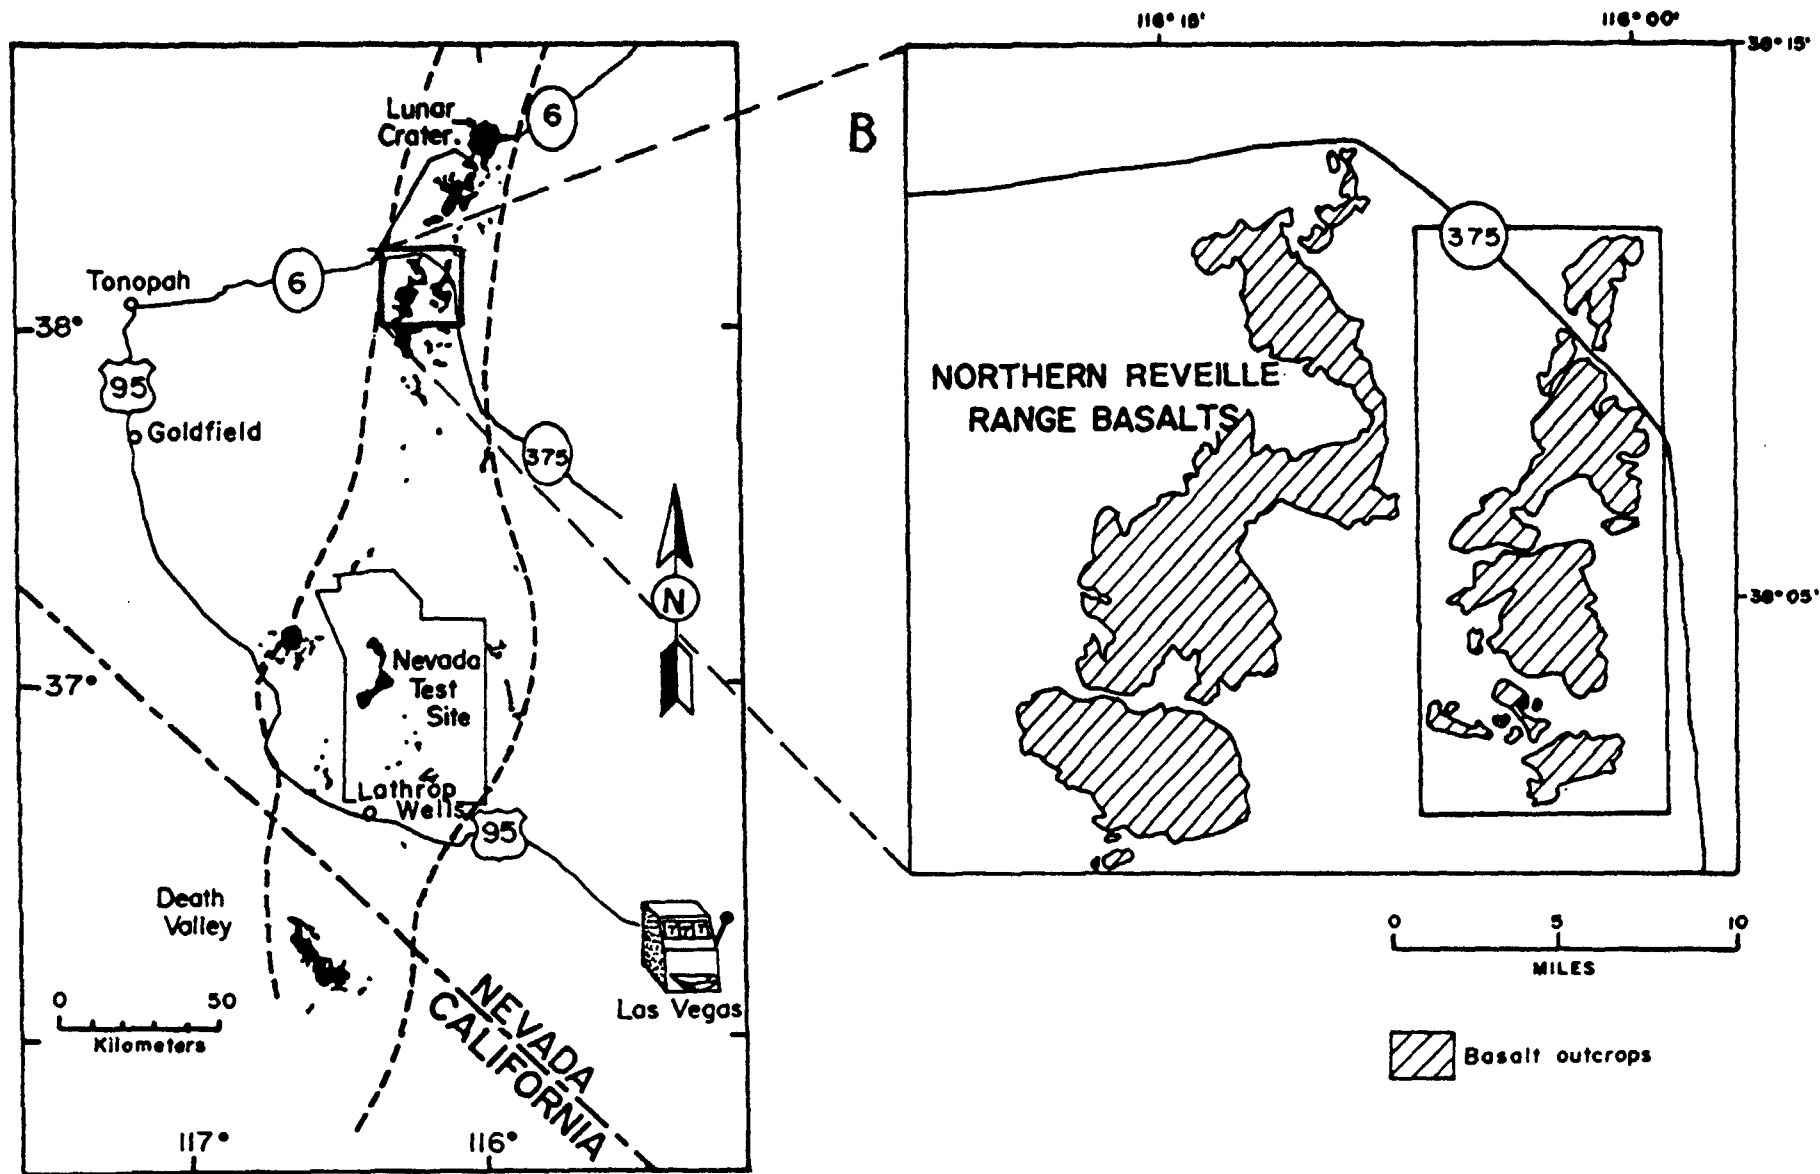 Lunar
Crater
6
Tonopah
6
38°
95
Goldfield
375
N
Nevada
Test
Site
37°
Lathrop
Wells
95
Death
Valley
Las Vegas
0 50
Kilometers
NEVADA
CALIFORNIA
117° 116°
B
116° 15' 116° 00'
38° 15'
375
NORTHERN REVEILLE
RANGE BASALTS
38° 05'
0 5 10
MILES
Basalt outcrops